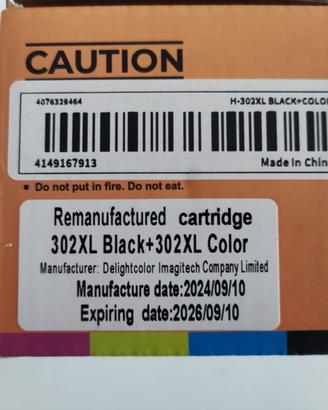 CAUTION
4076329464 H-302XL BLACK+COLO
4149167913 Made in Chin
Do not put in fire. Do not eat.
Remanufactured cartridge
302XL Black+302XL Color
Manufacturer: Delightcolor Imagitech Company Limited
Manufacture date:2024/09/10
Expiring date:2026/09/10